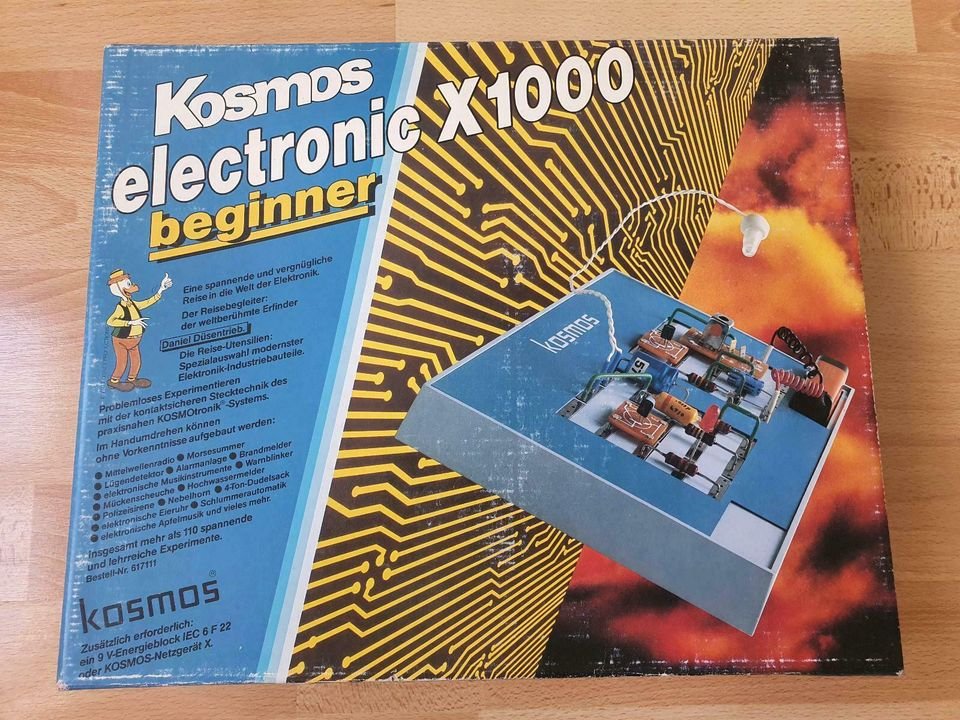 Kosmos
electronic X1000
beginner
Eine spannende und vergnügliche
Reise in die Welt der Elektronik.
Der Reisebegleiter:
der weltberühmte Erfinder
Daniel Düsentrieb.
Die Reise-Utensilien:
Spezialauswahl modernster
Elektronik-Industriebauteile.
Problemloses Experimentieren
mit der kontaktsicheren Stecktechnik des
praxisnahen KOSMOtronik®-Systems.
Im Handumdrehen können
ohne Vorkenntnisse aufgebaut werden:
● Mittelwellenradio ● Morsesummer
● Lügendetektor ● Alarmanlage ● Brandmelder
● elektronische Musikinstrumente ● Warnblinker
● Mückenscheuche ● Hochwassermelder
● Polizeisirene ● Nebelhorn ● 4-Ton-Dudelsack
● elektronische Eieruhr ● Schlummerautomatik
● elektronische Apfelmusik und vieles mehr.
Insgesamt mehr als 110 spannende
und lehrreiche Experimente.
Bestell-Nr. 617111
kosmos®
Zusätzlich erforderlich:
ein 9 V-Energieblock IEC 6 F 22
oder KOSMOS-Netzgerät X.
kosmos